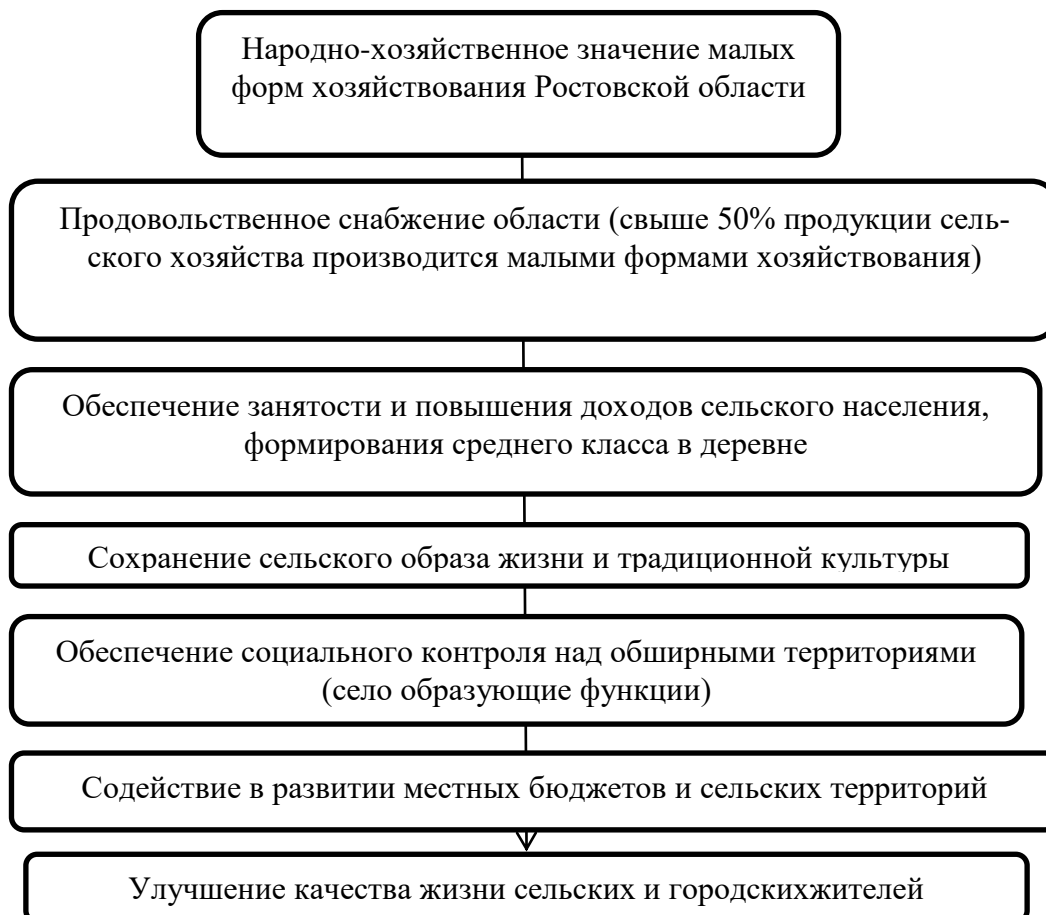 Народно-хозяйственное значение малых
форм хозяйствования Ростовской области
Продовольственное снабжение области (свыше 50% продукции сель-
ского хозяйства производится малыми формами хозяйствования)
Обеспечение занятости и повышения доходов сельского населения,
формирования среднего класса в деревне
Сохранение сельского образа жизни и традиционной культуры
Обеспечение социального контроля над обширными территориями
(село образующие функции)
Содействие в развитии местных бюджетов и сельских территорий
Улучшение качества жизни сельских и городскихжителей